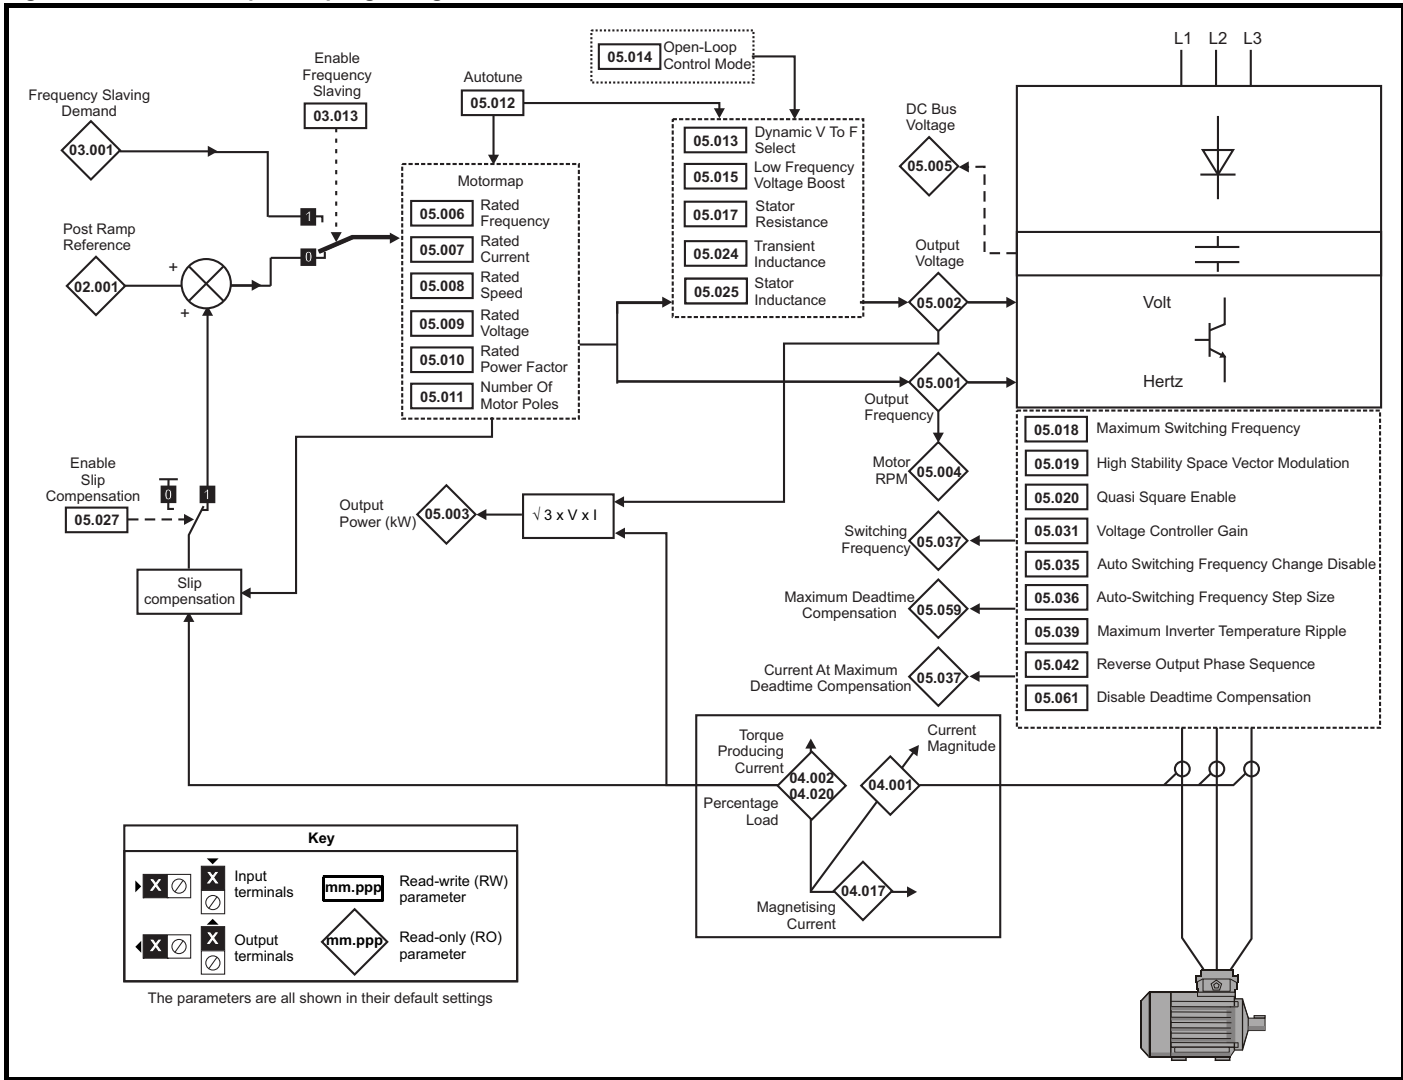 L1 L2 L3
Enable
Frequency
Slaving
03.013
Frequency Slaving
Demand
03.001
1
Post Ramp
Reference
02.001
+
+
0
Autotune
05.012
05.014
Open-Loop
Control Mode
Motormap
05.006 Rated
Frequency
05.007 Rated
Current
05.008 Rated
Speed
05.009 Rated
Voltage
05.010 Rated
Power Factor
05.011 Number Of
Motor Poles
05.013 Dynamic V To F
Select
05.015 Low Frequency
Voltage Boost
05.017 Stator
Resistance
05.024 Transient
Inductance
05.025 Stator
Inductance
DC Bus
Voltage
05.005
Output
Voltage
05.002
Volt
05.001
Output
Frequency
Hertz
Motor
RPM
05.004
Enable
Slip
Compensation
05.027
0
1
Slip
compensation
Output
Power (kW)
05.003
√ 3 x V x I
Switching
Frequency
05.037
Maximum Deadtime
Compensation
05.059
Current At Maximum
Deadtime Compensation
05.037
05.018 Maximum Switching Frequency
05.019 High Stability Space Vector Modulation
05.020 Quasi Square Enable
05.031 Voltage Controller Gain
05.035 Auto Switching Frequency Change Disable
05.036 Auto-Switching Frequency Step Size
05.039 Maximum Inverter Temperature Ripple
05.042 Reverse Output Phase Sequence
05.061 Disable Deadtime Compensation
Torque
Producing
Current
04.002
04.020
Percentage
Load
Current
Magnitude
04.001
04.017
Magnetising
Current
Key
X
X
Input
terminals
mm.ppp
Read-write (RW)
parameter
X
X
Output
terminals
mm.ppp
Read-only (RO)
parameter
The parameters are all shown in their default settings